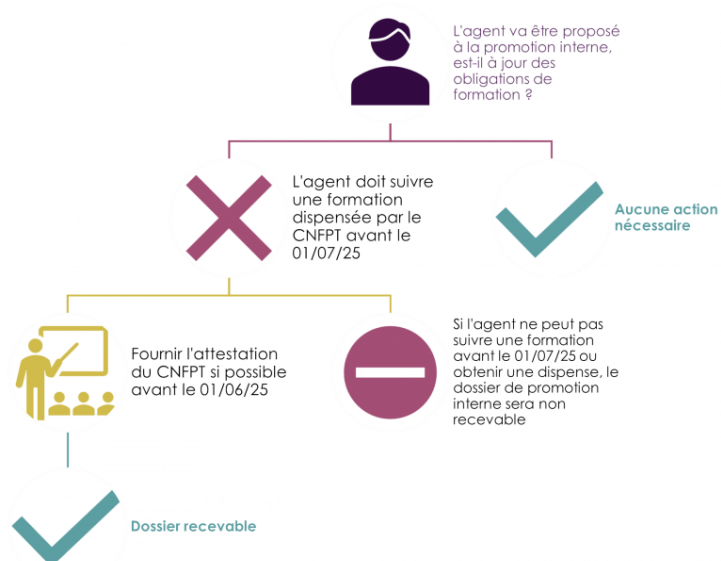 L'agent va être proposé
à la promotion interne,
est-il à jour des
obligations de
formation ?
L'agent doit suivre
une formation
dispensée par le
CNFPT avant le
01/07/25
Aucune action
nécessaire
Fournir l'attestation
du CNFPT si possible
avant le 01/06/25
Si l'agent ne peut pas
suivre une formation
avant le 01/07/25 ou
obtenir une dispense, le
dossier de promotion
interne sera non
recevable
Dossier recevable